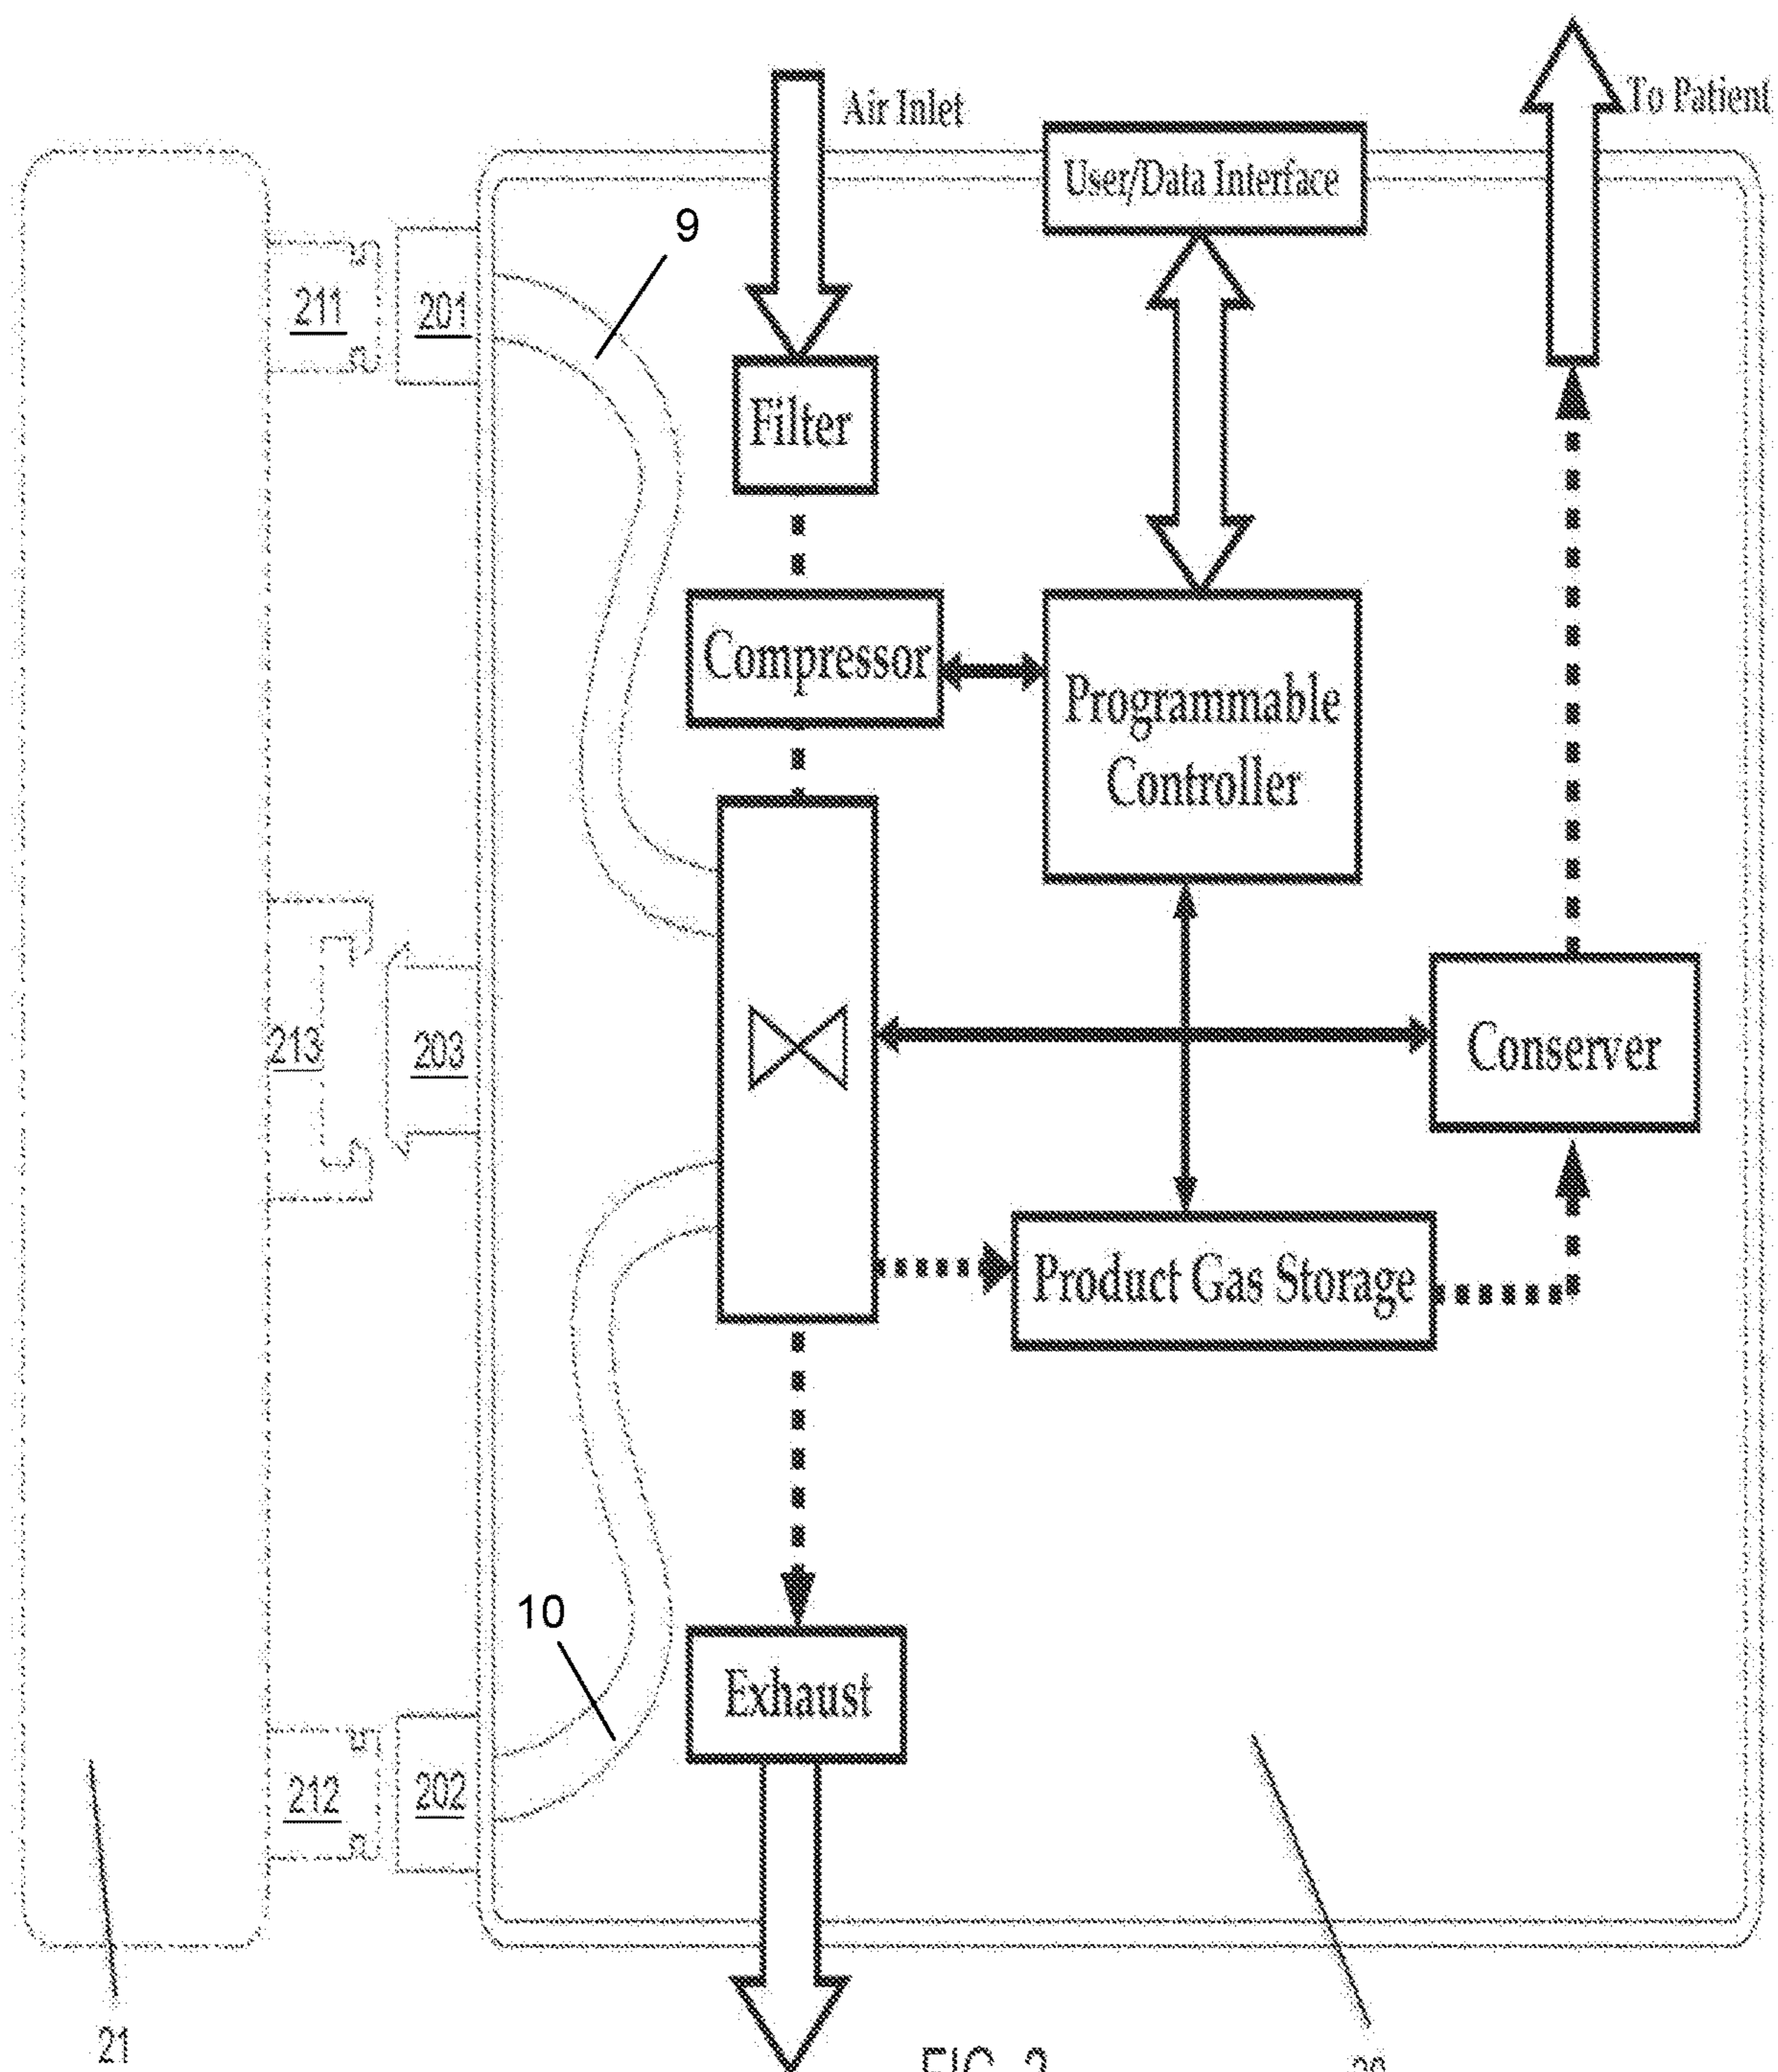 Air Inlet
To Patient
User/Data Interface
9
211
201
Filter
Compressor
Programmable
Controller
213
203
Conserver
Product Gas Storage
10
Exhaust
212
202
21